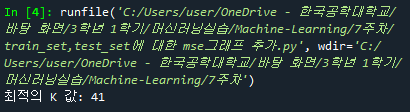 In [4]: runfile('C:/Users/user/OneDrive - 한국공학대학교/
바탕 화면/3학년 1학기/머신러닝실습/Machine-Learning/7주차/
train_set,test_set에 대한 mse그래프 추가.py', wdir='C:/
Users/user/OneDrive - 한국공학대학교/바탕 화면/3학년 1학기/
머신러닝실습/Machine-Learning/7주차')
최적의 K 값: 41